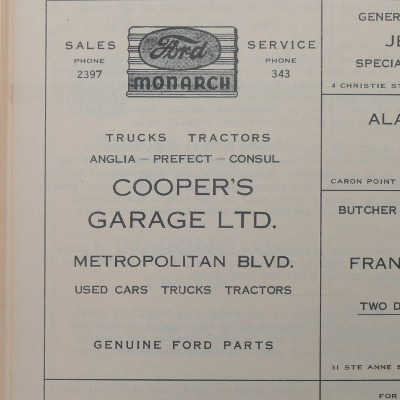 SALES
PHONE
2397
Ford
MONARCH
SERVICE
PHONE
343
TRUCKS TRACTORS
ANGLIA — PREFECT — CONSUL
COOPER'S
GARAGE LTD.
METROPOLITAN BLVD.
USED CARS TRUCKS TRACTORS
GENUINE FORD PARTS
GENER
JE
SPECIA
4 CHRISTIE ST
ALA
CARON POINT
BUTCHER
FRAN
TWO D
31 STE ANNE S
FOR